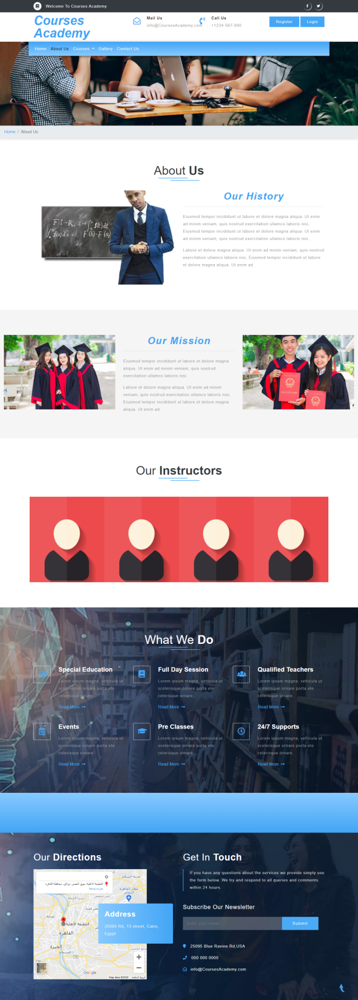 Welcome To Courses Academy
Courses
Academy
Mail Us
info@CoursesAcademy.com
Call Us
+1234-567-890
Register
Login
Home
About Us
Courses
Gallery
Contact Us
Home / About Us
About Us
Our History
Eiusmod tempor incididunt ut labore et dolore magna aliqua. Ut enim
ad minim veniam, quis nostrud exercitation ullamco laboris nisi,
Eiusmod tempor incididunt ut labore et dolore magna aliqua. Ut enim
ad minim veniam, quis nostrud exercitation ullamco laboris nisi.
Labore et dolore magna aliqua. Ut enim ad minim veniam, quis nostrud
exercitation ullamco laboris nisi, Eiusmod tempor incididunt ut labore
et dolore magna aliqua. Ut enim ad.
Our Mission
Eiusmod tempor incididunt ut labore et dolore magna
aliqua. Ut enim ad minim veniam, quis nostrud
exercitation ullamco laboris nisi.
Labore et dolore magna aliqua. Ut enim ad minim
veniam, quis nostrud exercitation ullamco laboris nisi,
Eiusmod tempor incididunt ut labore et dolore magna
aliqua. Ut enim ad.
Our Instructors
What We Do
Special Education
Lorem ipsum magna, vehicula ut
scelerisque ornare porta ete
celerisque ornare.
Read More
Full Day Session
Lorem ipsum magna, vehicula ut
scelerisque ornare porta ete
celerisque ornare.
Read More
Qualified Teachers
Lorem ipsum magna, vehicula ut
scelerisque ornare porta ete
celerisque ornare.
Read More
Events
Lorem ipsum magna, vehicula ut
scelerisque ornare porta ete
celerisque ornare.
Read More
Pre Classes
Lorem ipsum magna, vehicula ut
scelerisque ornare porta ete
celerisque ornare.
Read More
24/7 Supports
Lorem ipsum magna, vehicula ut
scelerisque ornare porta ete
celerisque ornare.
Read More
Our Directions
مدينة السلام
مطار القاهرة
الدولي
المطبعة الاهلية
القاهرة
الجيزة
Google
Map data ©2020
Address
25095 Rd, 13 street, Cairo,
Egypt
Get In Touch
If you have any questions about the services we provide simply use
the form below. We try and respond to all queries and comments
within 24 hours.
Subscribe Our Newsletter
Enter your email
Submit
25095 Blue Ravine Rd,USA
000 000 0000
info@CoursesAcademy.com